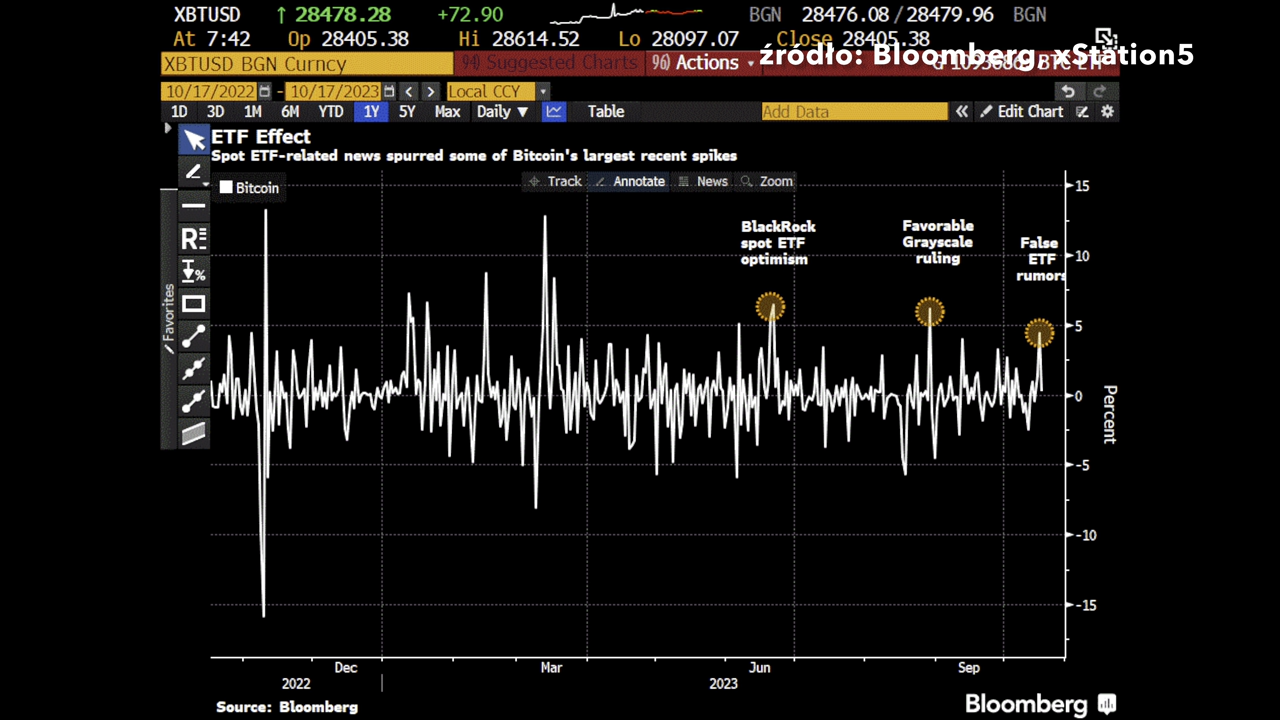 XBTUSD ↑ 28478.28 +72.90 BGN 28476.08/28479.96 BGN
At 7:42 Op 28405.38 Hi 28614.52 Lo 28097.07 Close 28405.38
źródło: Bloomberg, xStation5
XBTUSD BGN Curncy 94) Suggested Charts 96) Actions
10/17/2022 - 10/17/2023 < > Local CCY
1D 3D 1M 6M YTD 1Y 5Y Max Daily ▼ Table Add Data « Edit Chart
ETF Effect
Spot ETF-related news spurred some of Bitcoin's largest recent spikes
Track Annotate News Zoom
Bitcoin
Favorites
R
%
BlackRock
spot ETF
optimism
Favorable
Grayscale
ruling
False
ETF
rumors
15
10
5
0
-5
-10
-15
Percent
Dec Mar Jun Sep
2022 2023
Source: Bloomberg
Bloomberg